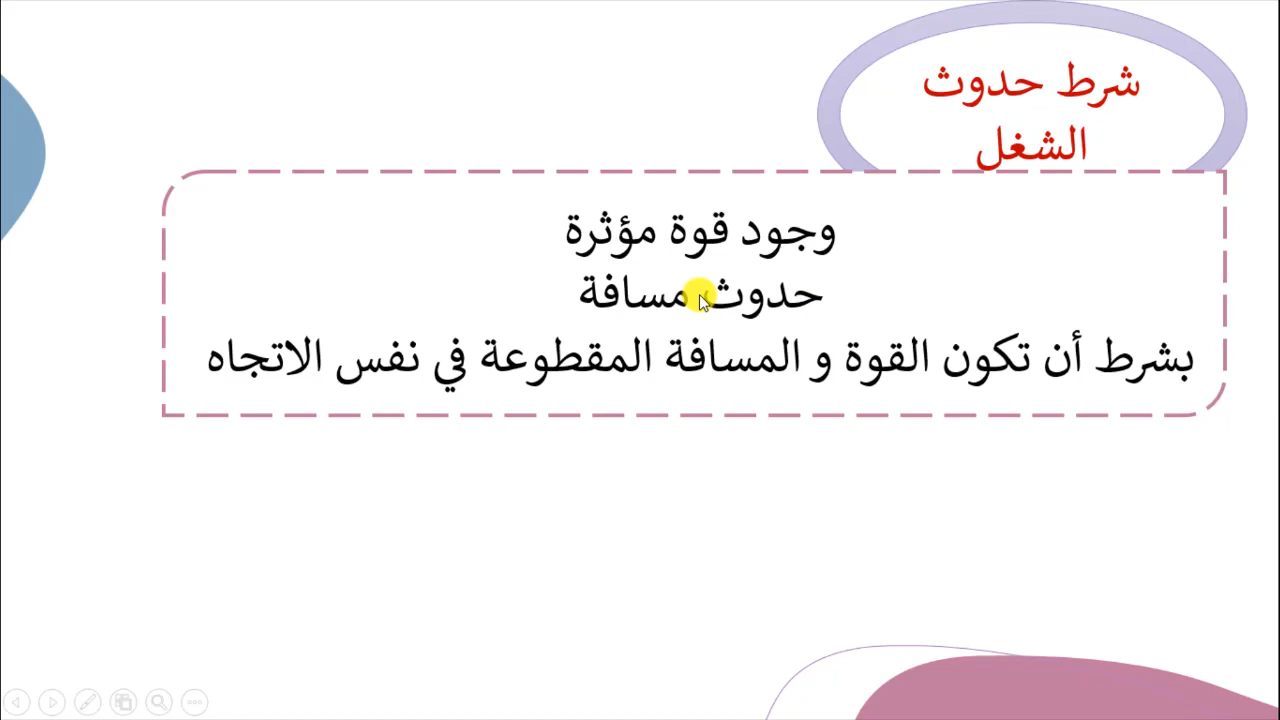 شرط حدوث
الشغل
وجود قوة مؤثرة
حدوث مسافة
بشرط أن تكون القوة و المسافة المقطوعة في نفس الاتجاه